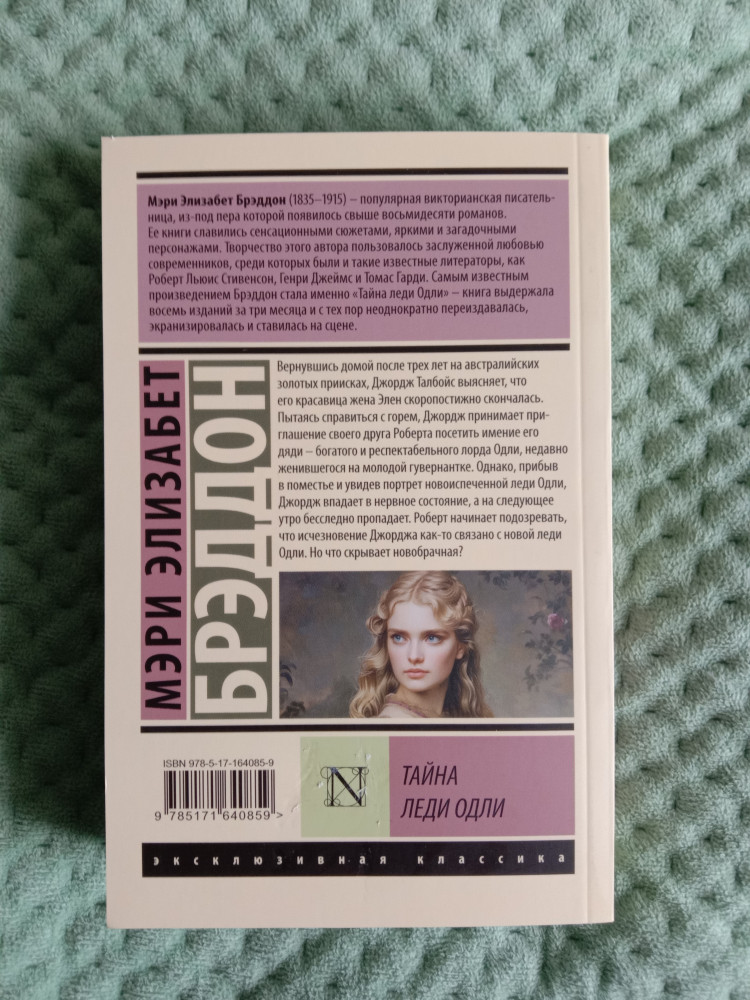 Мэри Элизабет Брэддон (1835–1915) – популярная викторианская писатель-
ница, из-под пера которой появилось свыше восьмидесяти романов.
Ее книги славились сенсационными сюжетами, яркими и загадочными
персонажами. Творчество этого автора пользовалось заслуженной любовью
современников, среди которых были и такие известные литераторы, как
Роберт Льюис Стивенсон, Генри Джеймс и Томас Гарди. Самым известным
произведением Брэддон стала именно «Тайна леди Одли» – книга выдержала
восемь изданий за три месяца и с тех пор неоднократно переиздавалась,
экранизировалась и ставилась на сцене.
МЭРИ ЭЛИЗАБЕТ
БРЭДДОН
Вернувшись домой после трех лет на австралийских
золотых приисках, Джордж Талбойс выясняет, что
его красавица жена Элен скоропостижно скончалась.
Пытаясь справиться с горем, Джордж принимает при-
глашение своего друга Роберта посетить имение его
дяди – богатого и респектабельного лорда Одли, недавно
женившегося на молодой гувернантке. Однако, прибыв
в поместье и увидев портрет новоиспеченной леди Одли,
Джордж впадает в нервное состояние, а на следующее
утро бесследно пропадает. Роберт начинает подозревать,
что исчезновение Джорджа как-то связано с новой леди
Одли. Но что скрывает новобрачная?
ISBN 978-5-17-164085-9
9 785171 640859 >
N
ТАЙНА
ЛЕДИ ОДЛИ
эксклюзивная классика